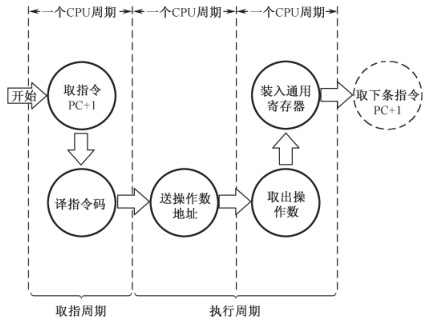 一个CPU周期
一个CPU周期
一个CPU周期
开始
取指令
PC+1
装入通用
寄存器
取下条指令
PC+1
译指令码
送操作数
地址
取出操
作数
取指周期
执行周期